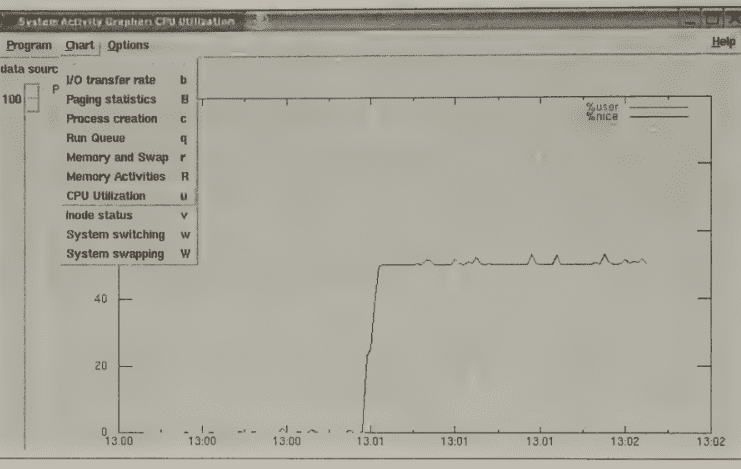 System Activity Grapher: CPU Utilization
Program Chart Options Help
data sourc
I/O transfer rate b
100 P
Paging statistics B
Process creation c
Run Queue q
Memory and Swap r
Memory Activities R
CPU Utilization u
Inode status v
System switching w
System swapping W
%user
%nice
40
20
0
13:00 13:00 13:00 13:01 13:01 13:01 13:02 13:02